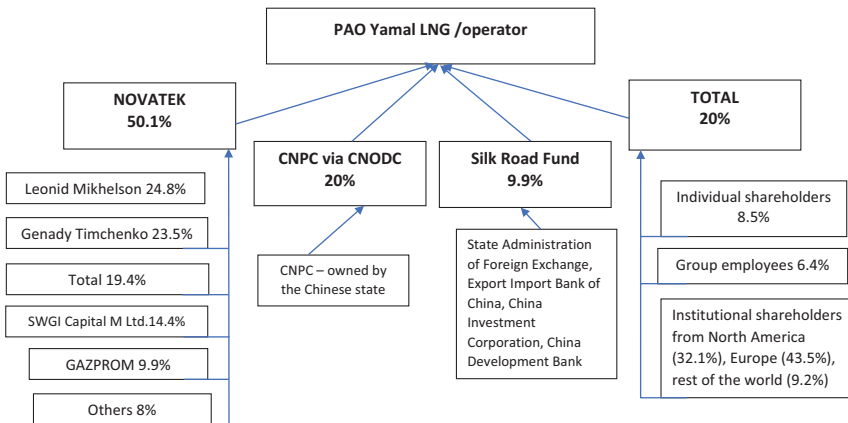 PAO Yamal LNG /operator
NOVATEK
50.1%
TOTAL
20%
CNPC via CNODC
20%
Silk Road Fund
9.9%
Leonid Mikhelson 24.8%
Genady Timchenko 23.5%
Total 19.4%
SWGI Capital M Ltd.14.4%
GAZPROM 9.9%
Others 8%
CNPC – owned by
the Chinese state
State Administration
of Foreign Exchange,
Export Import Bank of
China, China
Investment
Corporation, China
Development Bank
Individual shareholders
8.5%
Group employees 6.4%
Institutional shareholders
from North America
(32.1%), Europe (43.5%),
rest of the world (9.2%)